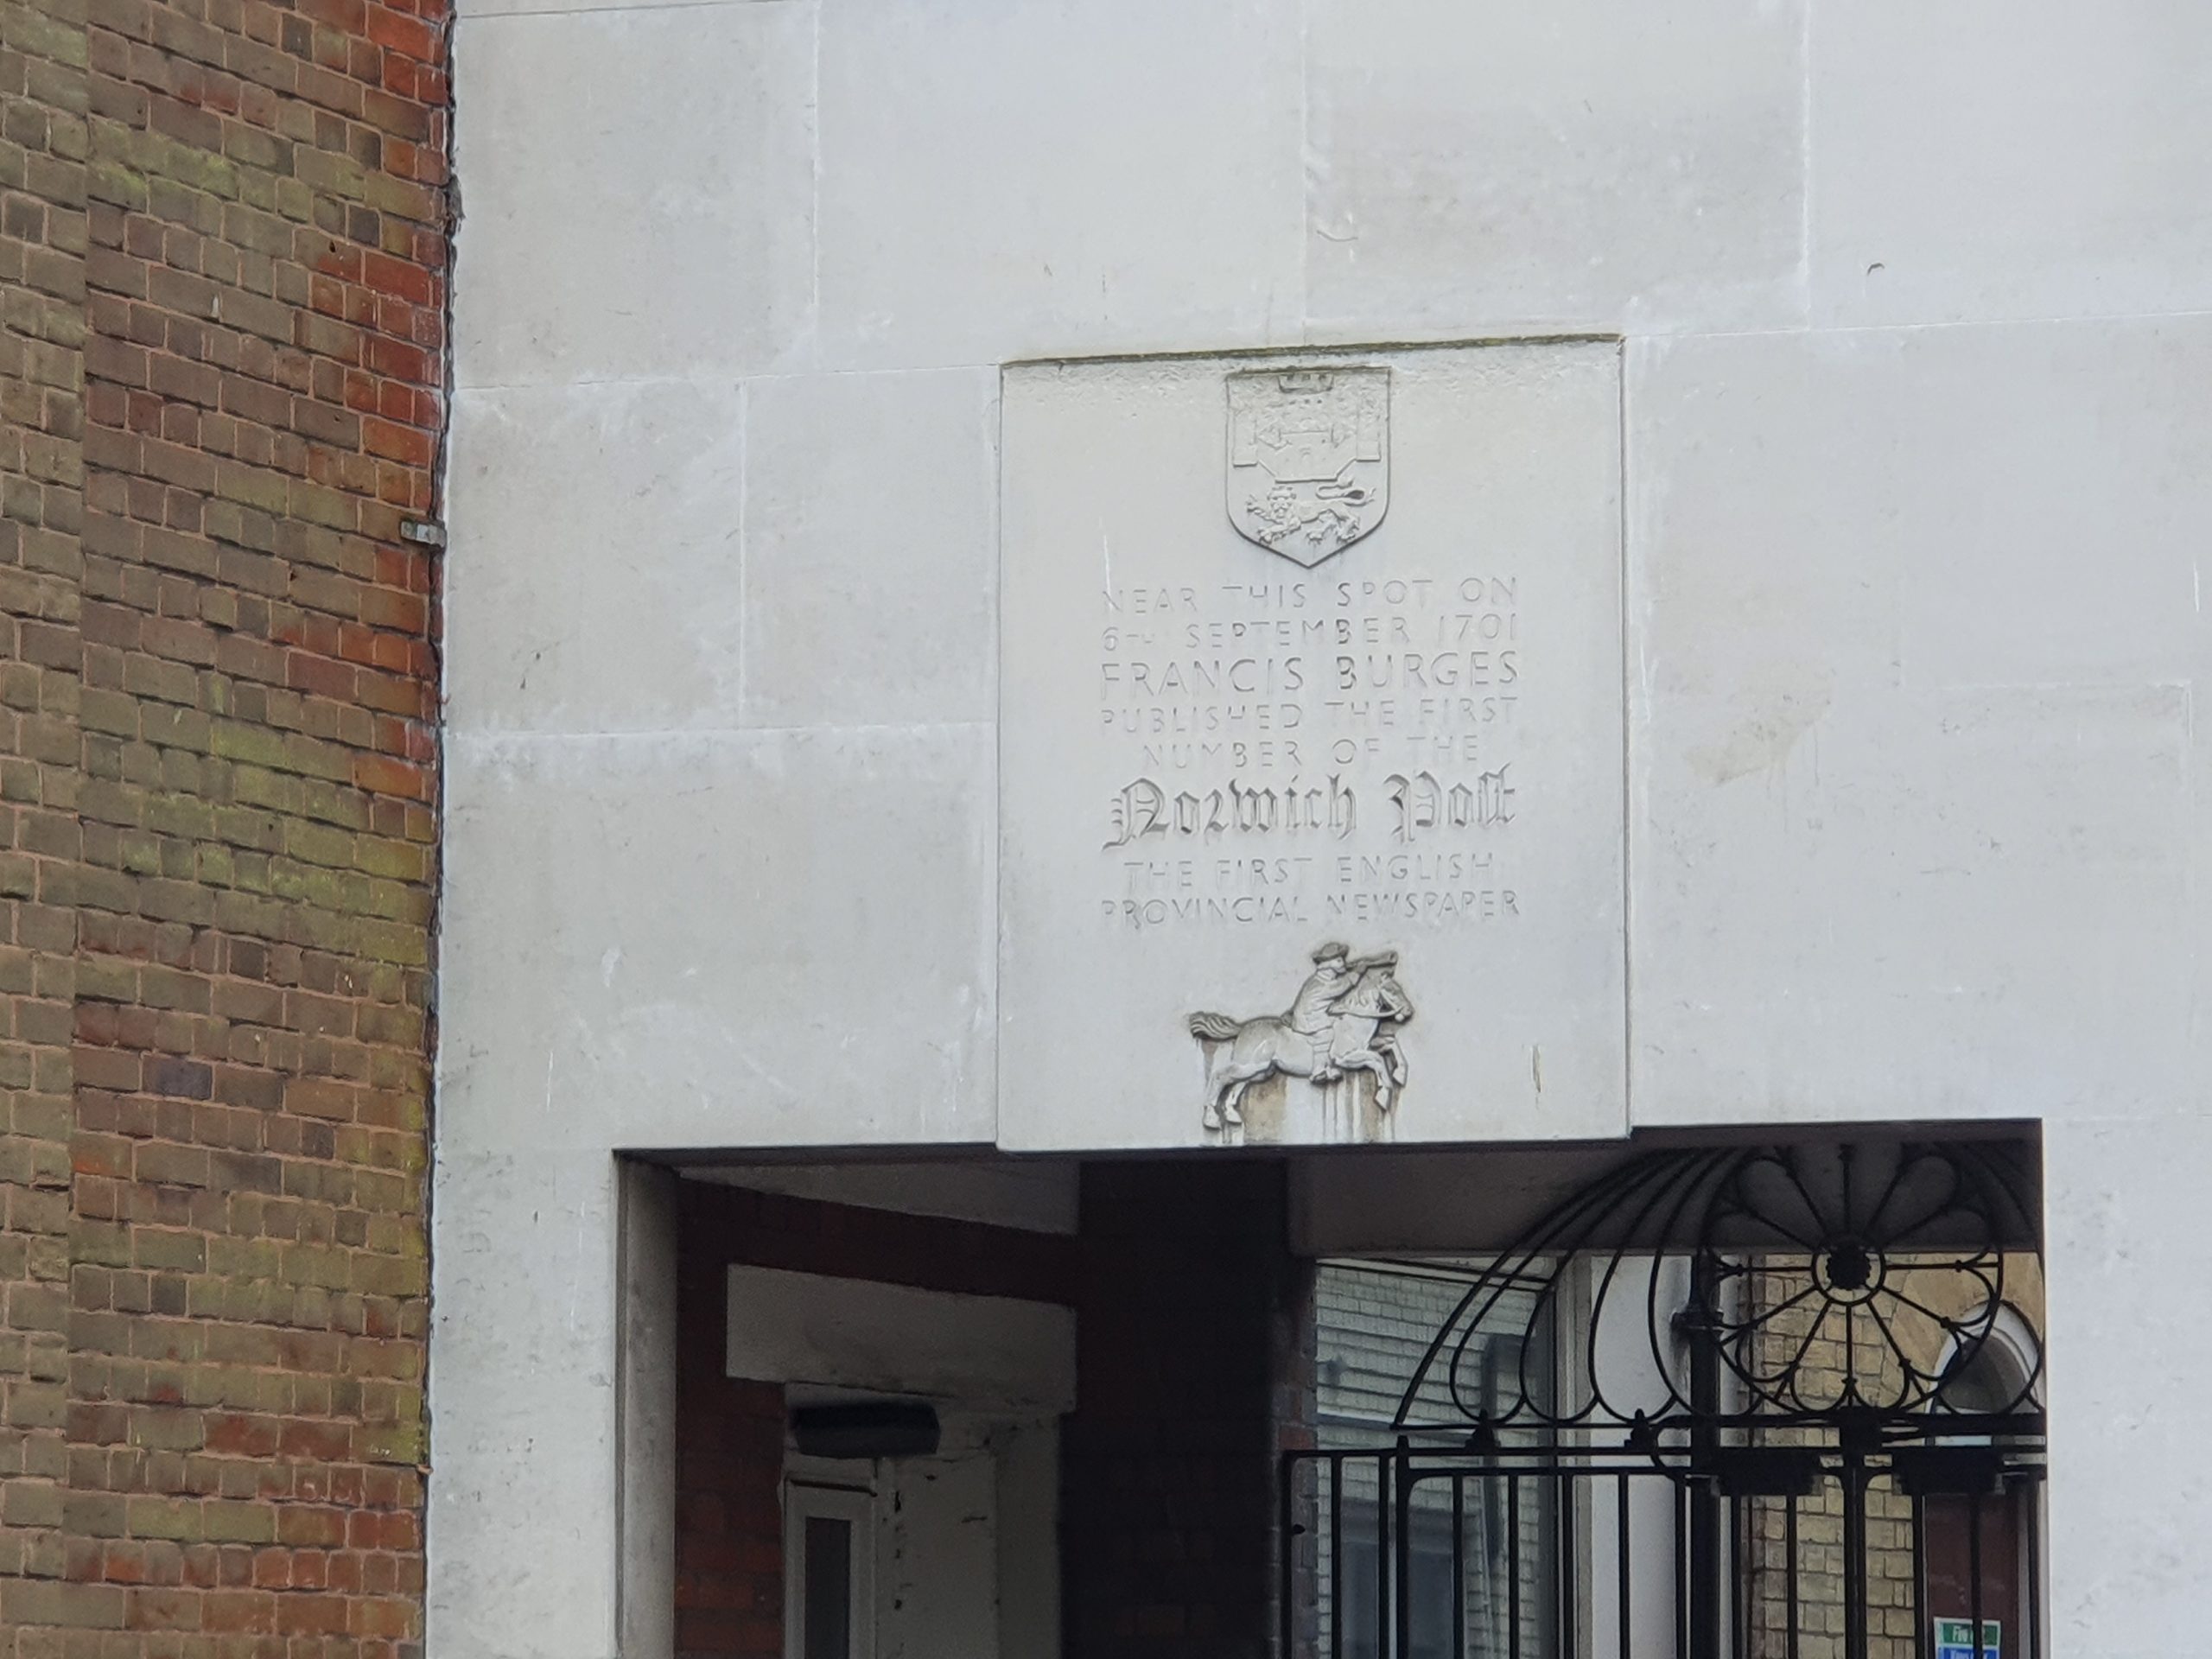 NEAR THIS SPOT ON
6TH SEPTEMBER 1701
FRANCIS BURGES
PUBLISHED THE FIRST
NUMBER OF THE
Norwich Post
THE FIRST ENGLISH
PROVINCIAL NEWSPAPER